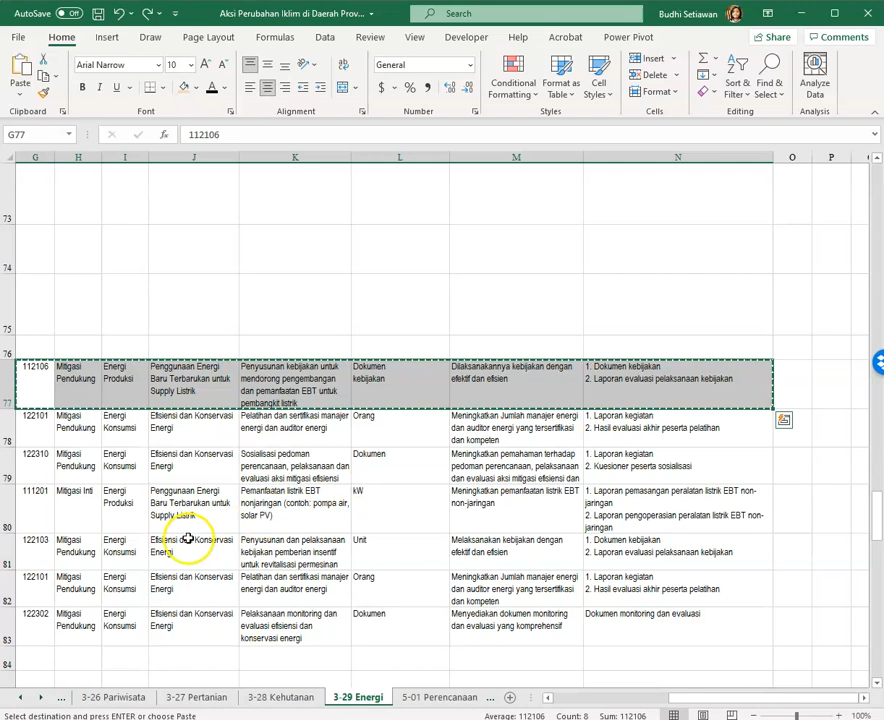 AutoSave Off Aksi Perubahan Iklim di Daerah Prov... Search Budhi Setiawan
File Home Insert Draw Page Layout Formulas Data Review View Help Acrobat Power Pivot Share Comments
Paste Arial Narrow 10 General Conditional Formatting Format as Table Cell Styles Insert Delete Format Sort & Filter Find & Select Analyze Data
Clipboard Font Alignment Number Styles Cells Editing Analysis
G77 fx 112106
G H I J K L M N O P
73
74
75
76
112106 Mitigasi Energi Penggunaan Energi Penyusunan kebijakan untuk Dokumen Dilaksanakannya kebijakan dengan 1. Dokumen kebijakan
Pendukung Produksi Baru Terbarukan untuk mendorong pengembangan kebijakan efektif dan efisien 2. Laporan evaluasi pelaksanaan kebijakan
Supply Listrik dan pemanfaatan EBT untuk
77 pembangkit listrik
122101 Mitigasi Energi Efisiensi dan Konservasi Pelatihan dan sertifikasi manajer Orang Meningkatkan Jumlah manajer energi 1. Laporan kegiatan
Pendukung Konsumsi Energi energi dan auditor energi dan auditor energi yang tersertifikasi 2. Hasil evaluasi akhir peserta pelatihan
78 dan kompeten
122310 Mitigasi Energi Efisiensi dan Konservasi Sosialisasi pedoman Dokumen Meningkatkan pemahaman terhadap 1. Laporan kegiatan
Pendukung Konsumsi Energi perencanaan, pelaksanaan dan pedoman perencanaan, pelaksanaan, 2. Kuesioner peserta sosialisasi
79 evaluasi aksi mitigasi efisiensi dan evaluasi aksi mitigasi efisiensi dan
111201 Mitigasi Inti Energi Penggunaan Energi Pemanfaatan listrik EBT kW Meningkatkan pemanfaatan listrik EBT 1. Laporan pemasangan peralatan listrik EBT non-
Produksi Baru Terbarukan untuk nonjaringan (contoh: pompa air, non-jaringan jaringan
Supply Listrik solar PV) 2. Laporan pengoperasian peralatan listrik EBT non-
80 jaringan
122103 Mitigasi Energi Efisiensi dan Konservasi Penyusunan dan pelaksanaan Unit Melaksanakan kebijakan dengan 1. Dokumen kebijakan
Pendukung Konsumsi Energi kebijakan pemberian insentif efektif dan efisien 2. Laporan evaluasi pelaksanaan kebijakan
81 untuk revitalisasi permesinan
122101 Mitigasi Energi Efisiensi dan Konservasi Pelatihan dan sertifikasi manajer Orang Meningkatkan Jumlah manajer energi 1. Laporan kegiatan
Pendukung Konsumsi Energi energi dan auditor energi dan auditor energi yang tersertifikasi 2. Hasil evaluasi akhir peserta pelatihan
82 dan kompeten
122302 Mitigasi Energi Efisiensi dan Konservasi Pelaksanaan monitoring dan Dokumen Menyediakan dokumen monitoring Dokumen monitoring dan evaluasi
Pendukung Konsumsi Energi evaluasi efisiensi dan dan evaluasi yang komprehensif
83 konservasi energi
84
... 3-26 Pariwisata 3-27 Pertanian 3-28 Kehutanan 3-29 Energi 5-01 Perencanaan ...
Select destination and press ENTER or choose Paste Average: 112106 Count: 8 Sum: 112106 100%